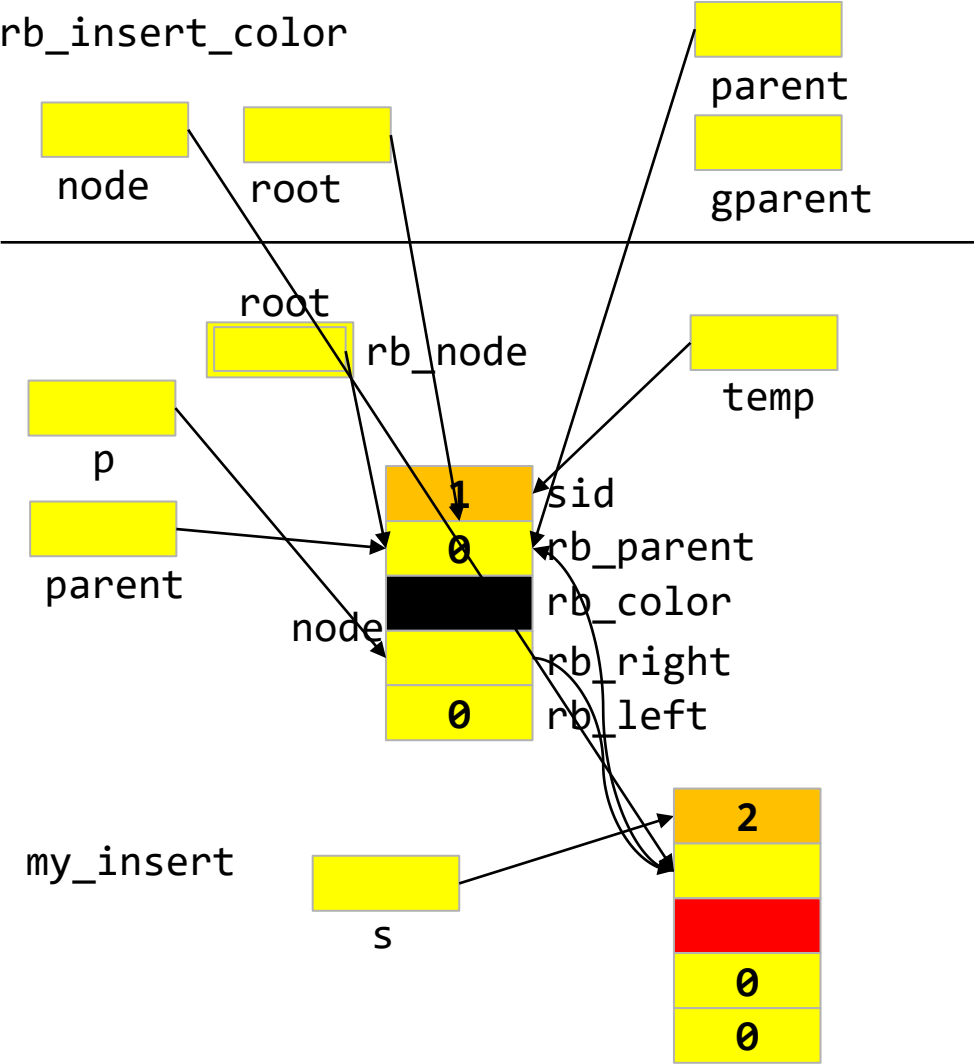 rb_insert_color
parent
node
root
gparent
root
rb_node
temp
p
1
sid
parent
0
rb_parent
rb_color
node
rb_right
0
rb_left
2
my_insert
s
0
0